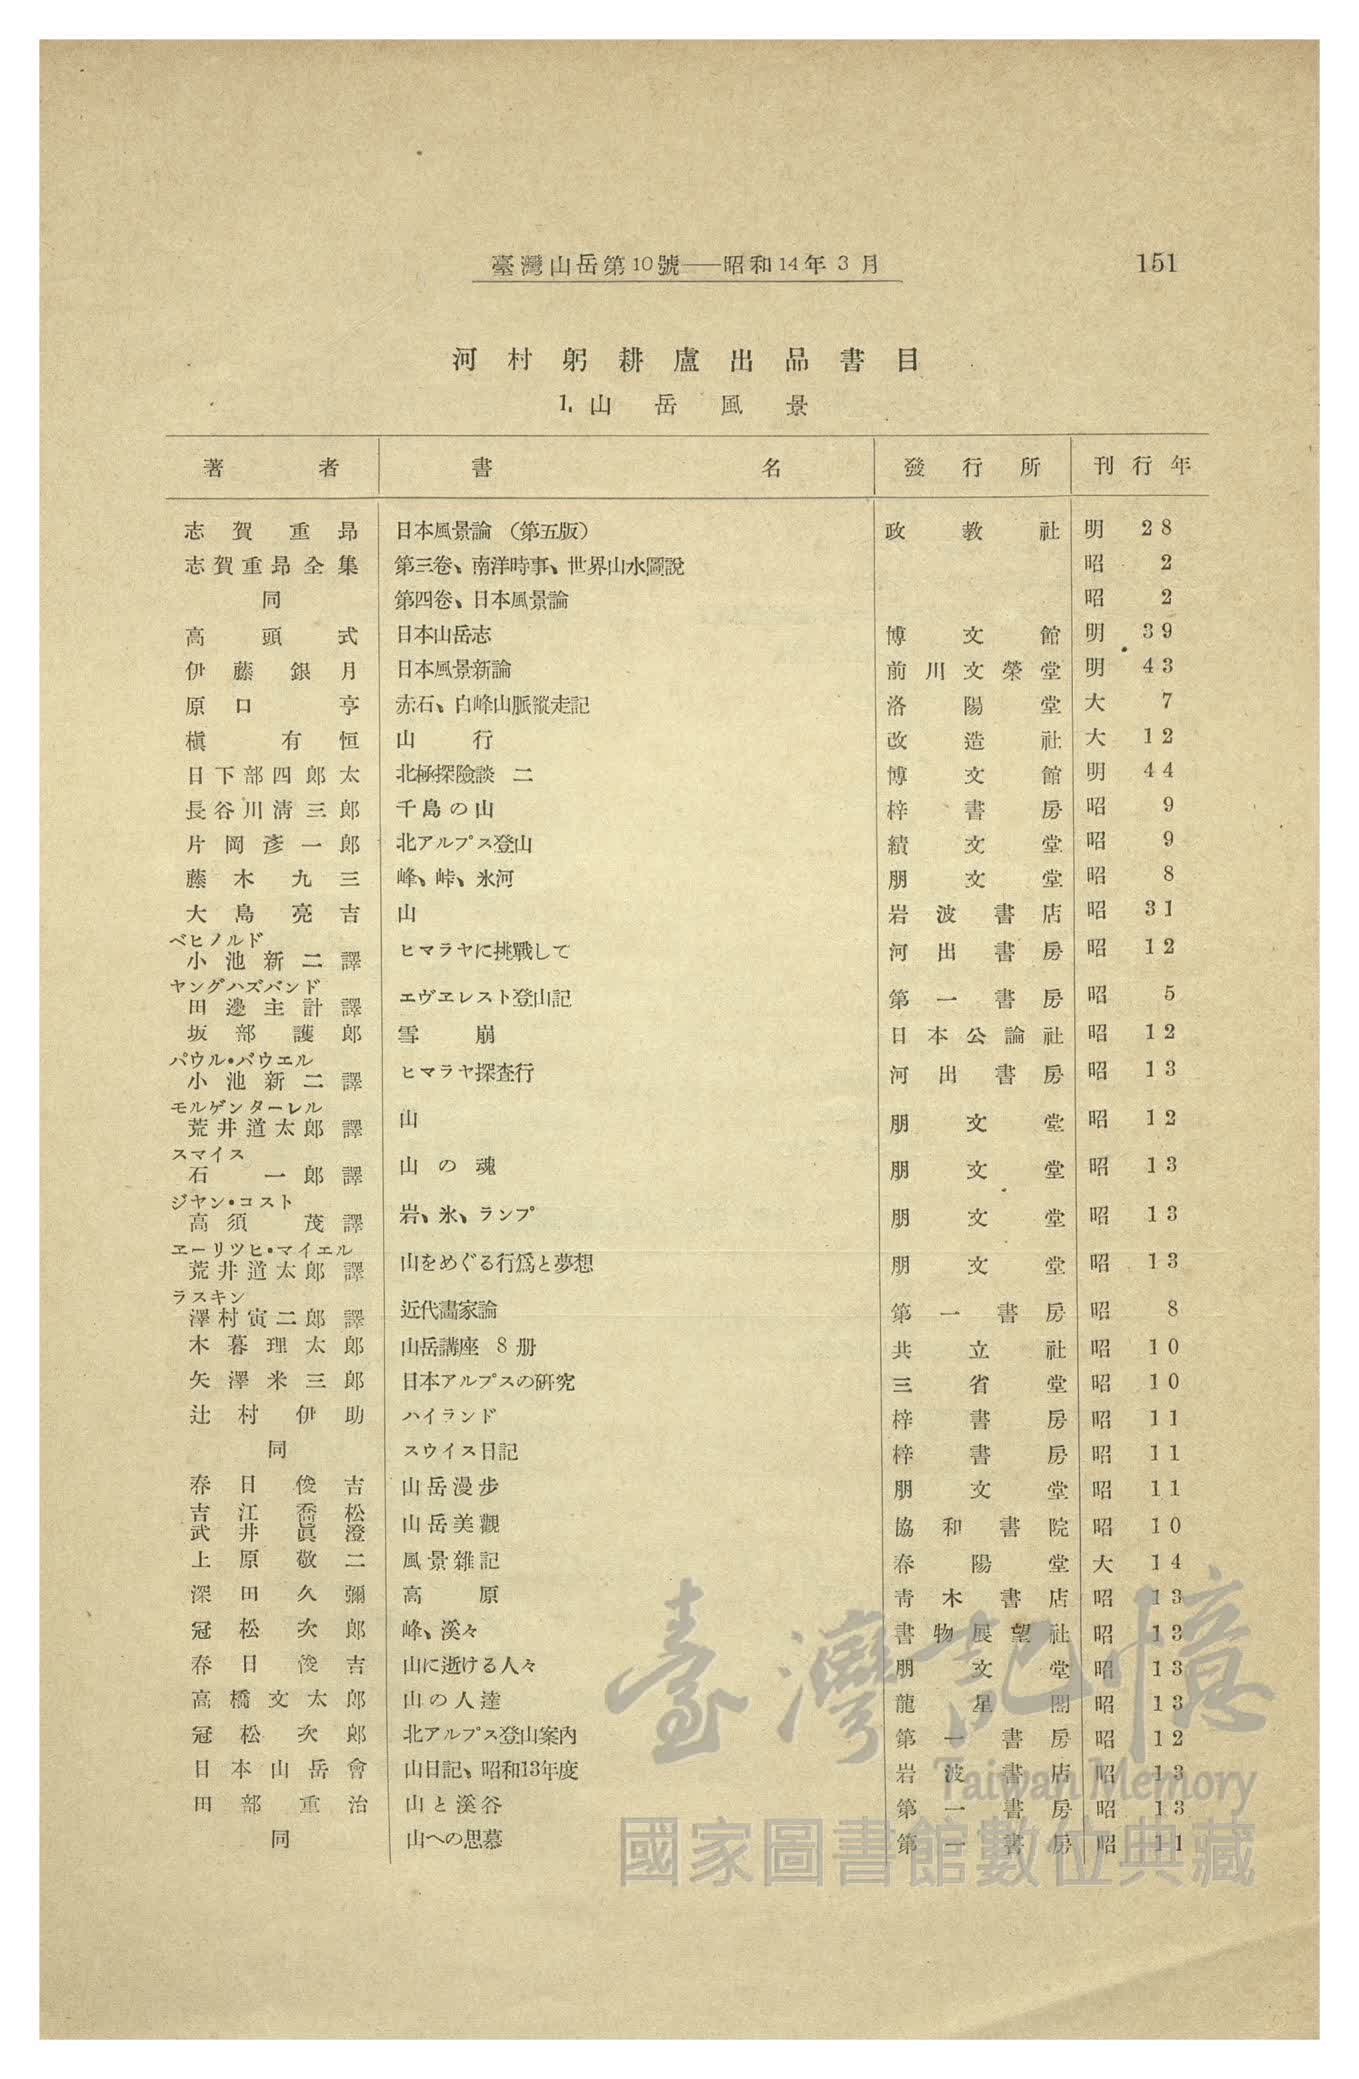 臺灣山岳第10號——昭和14年3月 151
河村躬耕盧出品書目
1. 山岳風景
著者 書名 發行所 刊行年
志賀重昂 日本風景論（第五版） 政教社 明 28
志賀重昂全集 第三卷、南洋時事、世界山水圖說 昭 2
同 第四卷、日本風景論 昭 2
高頭式 日本山岳志 博文館 明 39
伊藤銀月 日本風景新論 前川文榮堂 明 43
原口亨 赤石、白峰山脈縱走記 洛陽堂 大 7
槇有恒 山行 改造社 大 12
日下部四郎太 北極探險談 二 博文館 明 44
長谷川淸三郎 千島の山 梓書房 昭 9
片岡彥一郎 北アルプス登山 績文堂 昭 9
藤木九三 峰、峠、氷河 朋文堂 昭 8
大島亮吉 山 岩波書店 昭 31
ベヒノルド
小池新二譯 ヒマラヤに挑戰して 河出書房 昭 12
ヤングハズバンド
田邊主計譯 エヴェレスト登山記 第一書房 昭 5
坂部護郎 雪崩 日本公論社 昭 12
パウル・バウエル
小池新二譯 ヒマラヤ探査行 河出書房 昭 13
モルゲンターレル
荒井道太郎譯 山 朋文堂 昭 12
スマイス
石一郎譯 山の魂 朋文堂 昭 13
ジヤン・コスト
高須茂譯 岩、氷、ランプ 朋文堂 昭 13
ヱーリツヒ・マイエル
荒井道太郎譯 山をめぐる行爲と夢想 朋文堂 昭 13
ラスキン
澤村寅二郎譯 近代畫家論 第一書房 昭 8
木暮理太郎 山岳講座 8册 共立社 昭 10
矢澤米三郎 日本アルプスの硏究 三省堂 昭 10
辻村伊助 ハイランド 梓書房 昭 11
同 スウイス日記 梓書房 昭 11
春日俊吉 山岳漫步 朋文堂 昭 11
吉江喬松
武井眞澄 山岳美觀 協和書院 昭 10
上原敬二 風景雜記 春陽堂 大 14
深田久彌 高原 靑木書店 昭 13
冠松次郎 峰、溪々 書物展望社 昭 13
春日俊吉 山に逝ける人々 朋文堂 昭 13
高橋文太郎 山の人達 龍星閣 昭 13
冠松次郎 北アルプス登山案內 第一書房 昭 12
日本山岳會 山日記、昭和13年度 岩波書店 昭 13
田部重治 山と溪谷 第一書房 昭 13
同 山への思慕 第一書房 昭 11
臺灣記憶
Taiwan Memory
國家圖書館數位典藏